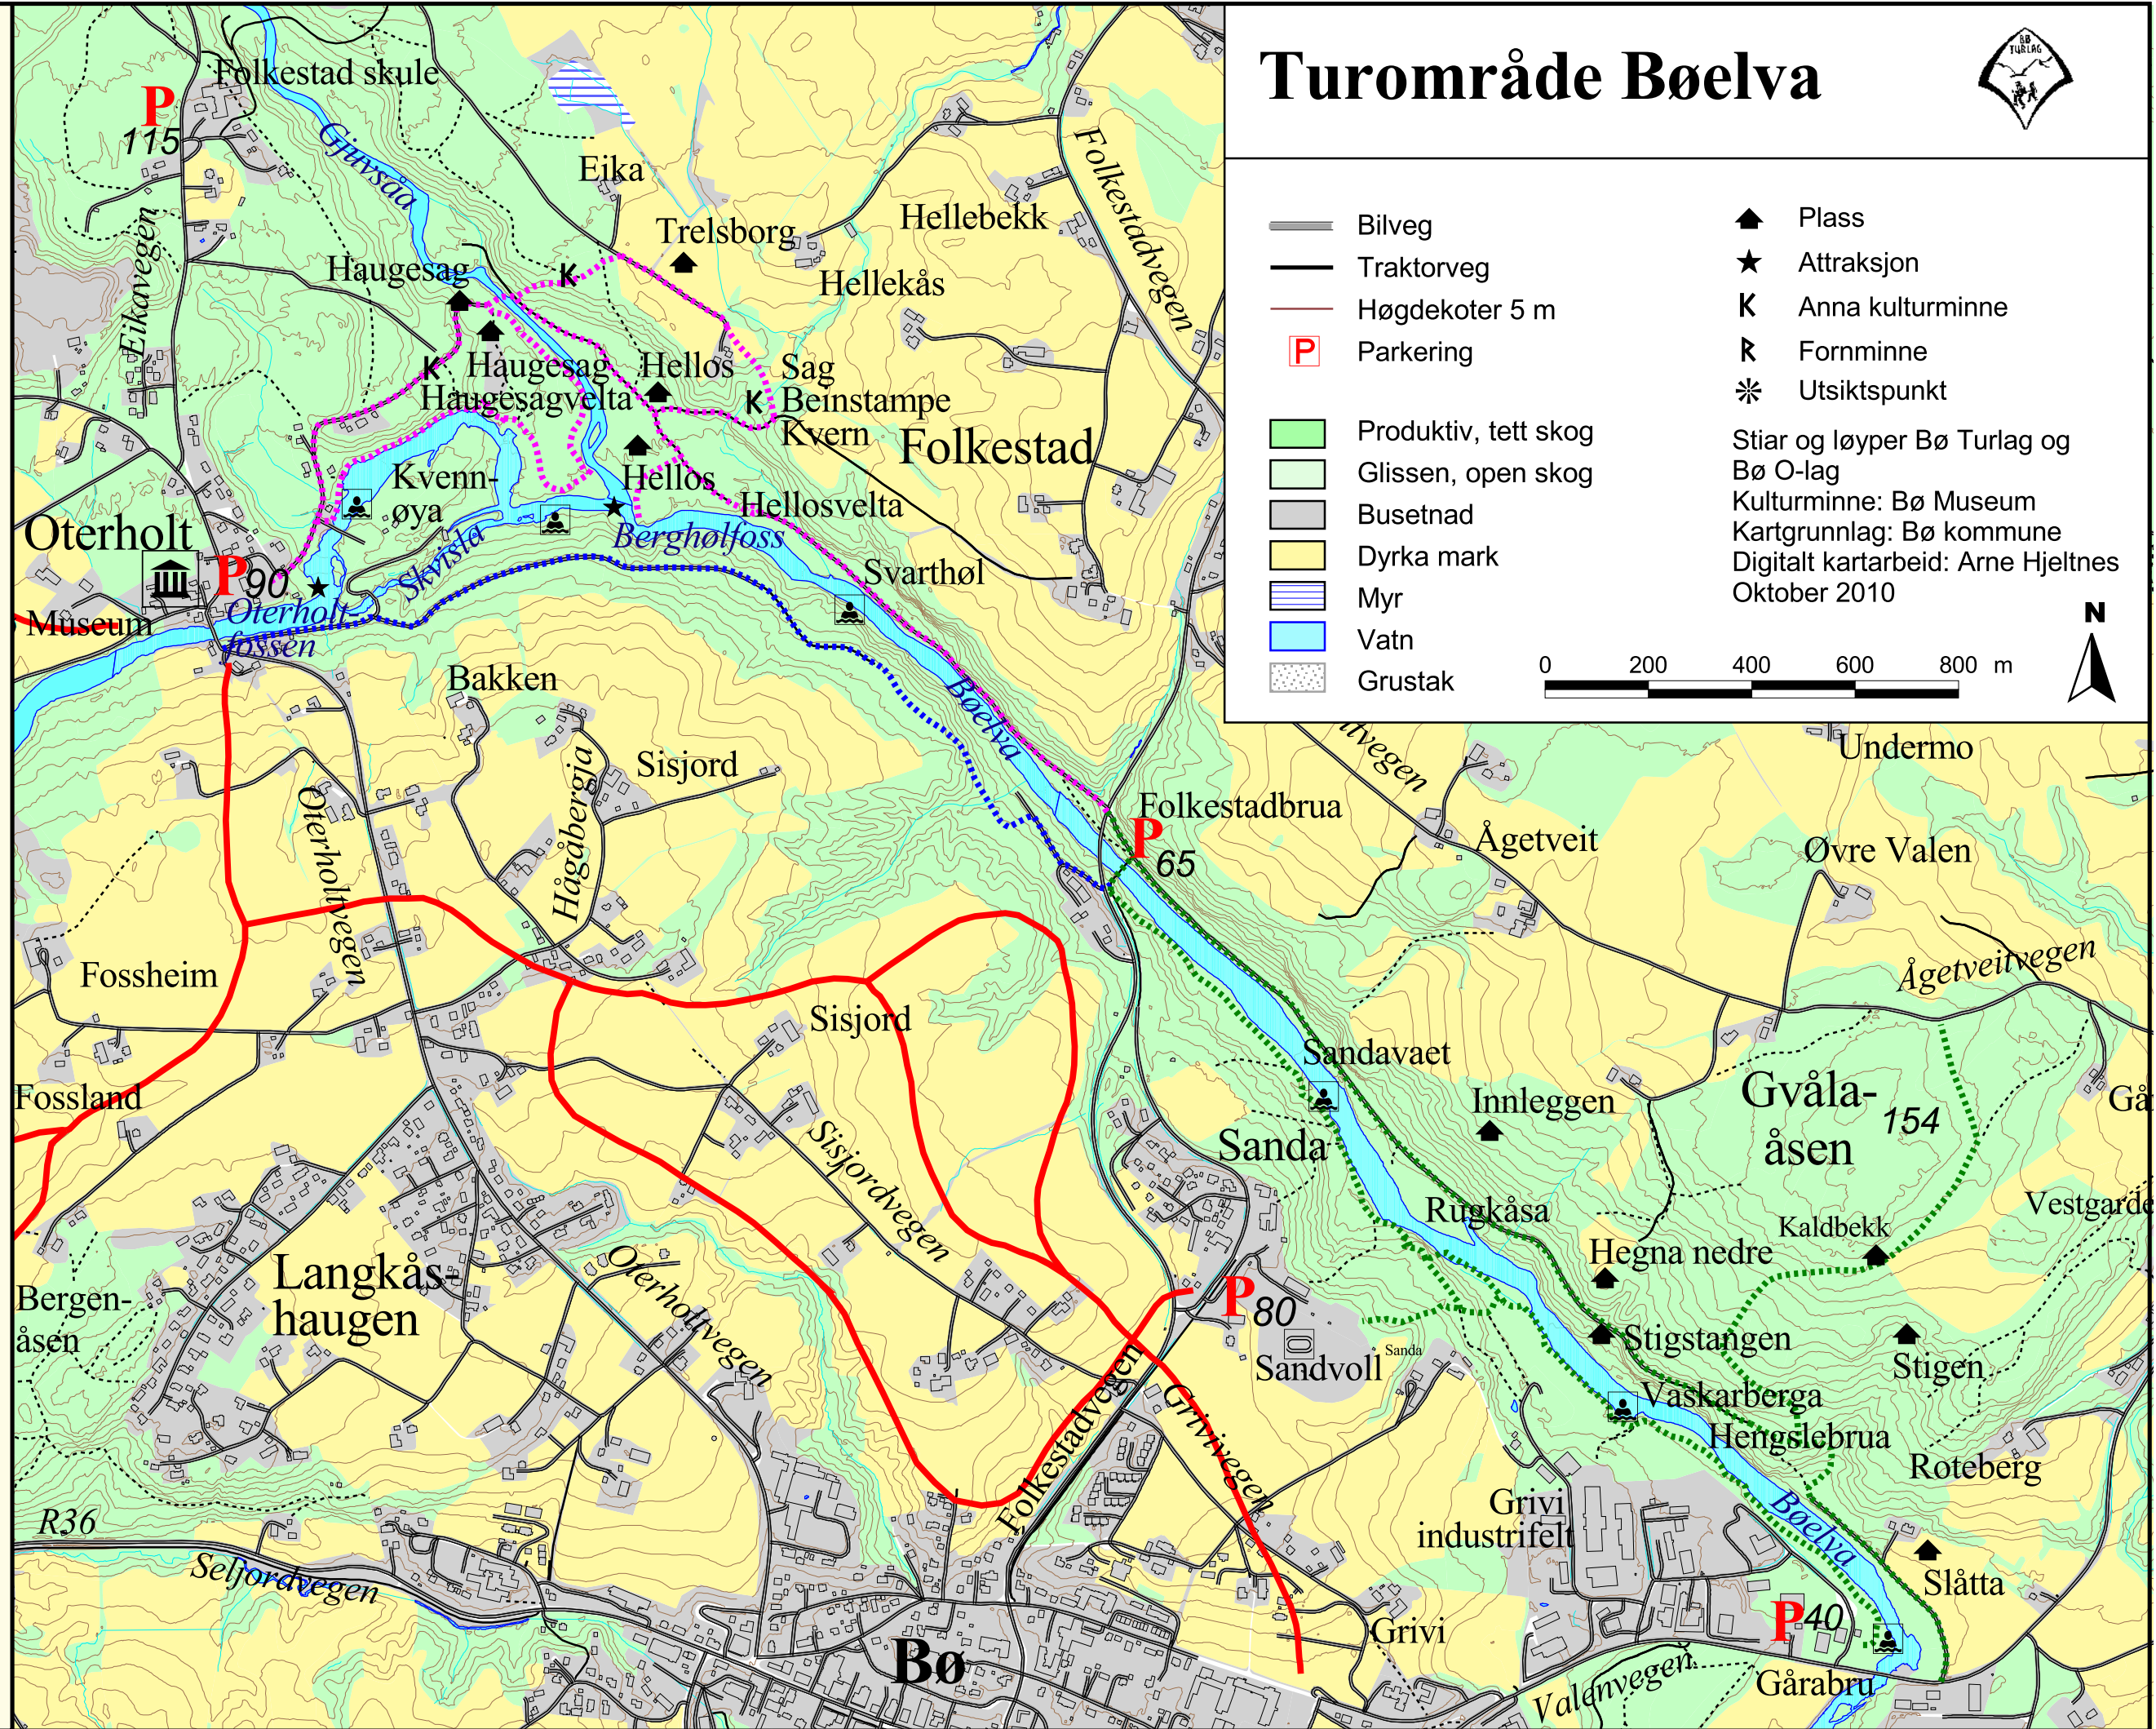 Turområde Bøelva
BØ
TURLAG
Bilveg
Traktorveg
Høgdekoter 5 m
P Parkering
Produktiv, tett skog
Glissen, open skog
Busetnad
Dyrka mark
Myr
Vatn
Grustak
Plass
Attraksjon
K Anna kulturminne
R Fornminne
Utsiktspunkt
Stiar og løyper Bø Turlag og
Bø O-lag
Kulturminne: Bø Museum
Kartgrunnlag: Bø kommune
Digitalt kartarbeid: Arne Hjeltnes
Oktober 2010
N
0 200 400 600 800 m
Folkestad skule
P
115
Gjuvsåa
Eikavegen
Eika
Trelsborg
Hellebekk
Folkestadvegen
Haugesag
K
Hellekås
K
Haugesag
Hellos
Sag
Haugesagvelta
K
Beinstampe
Kvern
Folkestad
Kvenn-
øya
Hellos
Hellosvelta
Oterholt
Skvisla
Bergholfoss
Svarthøl
P
90
Museum
Oterholt
fossen
Bakken
Bøelva
Sisjord
Hågåbergja
Oterholtvegen
Folkestadbrua
P
65
Ågetveit
Undermo
Øvre Valen
Ågetveitvegen
Fossheim
Sisjord
Fossland
Sandavaet
Innleggen
Gvåla-
åsen
154
Sanda
Sisjordvegen
Rugkåsa
Kaldbekk
Hegna nedre
Langkås-
haugen
Oterholtvegen
Bergen-
åsen
P
80
Sandvoll
Sanda
Stigstangen
Stigen
Vaskarberga
Hengslebrua
Roteberg
Folkestadvegen
Grivivegen
R36
Seljordvegen
Grivi
industrifelt
Bøelva
Slåtta
P
40
Grivi
Bø
Gårabru
Valenvegen